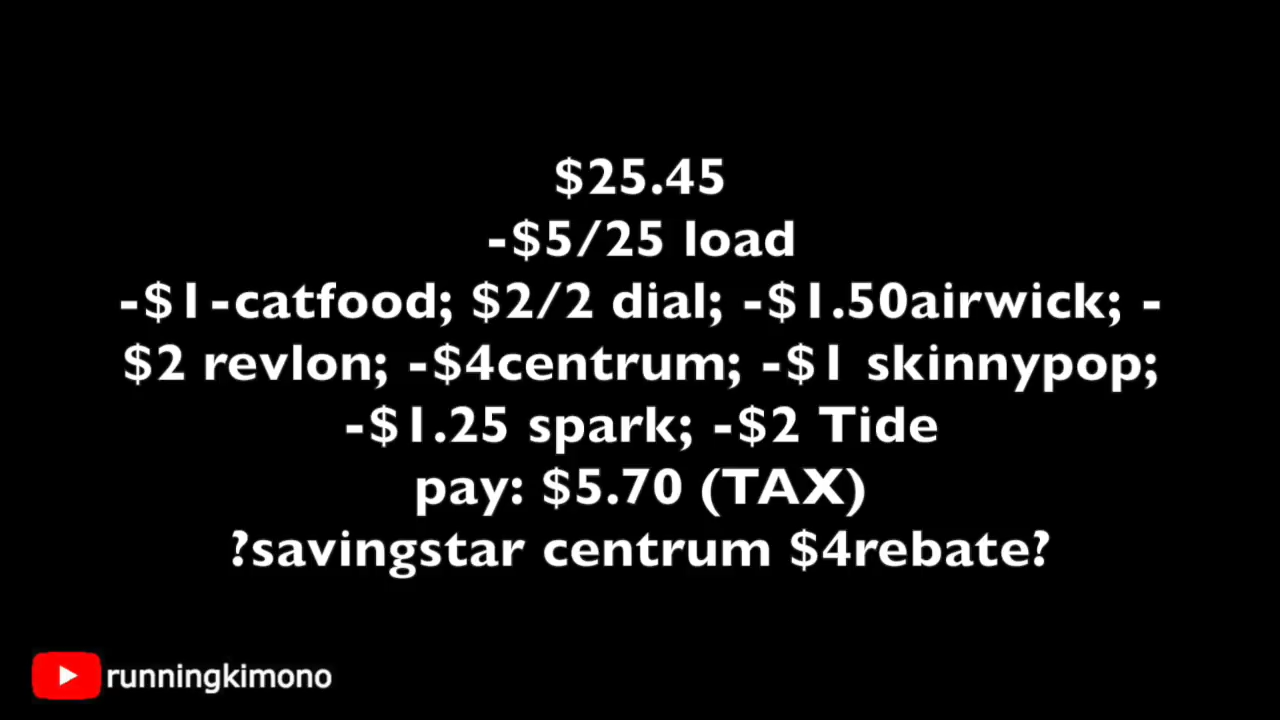 $25.45
-$5/25 load
-$1-catfood; $2/2 dial; -$1.50airwick; -
$2 revlon; -$4centrum; -$1 skinnypop;
-$1.25 spark; -$2 Tide
pay: $5.70 (TAX)
?savingstar centrum $4rebate?
runningkimono